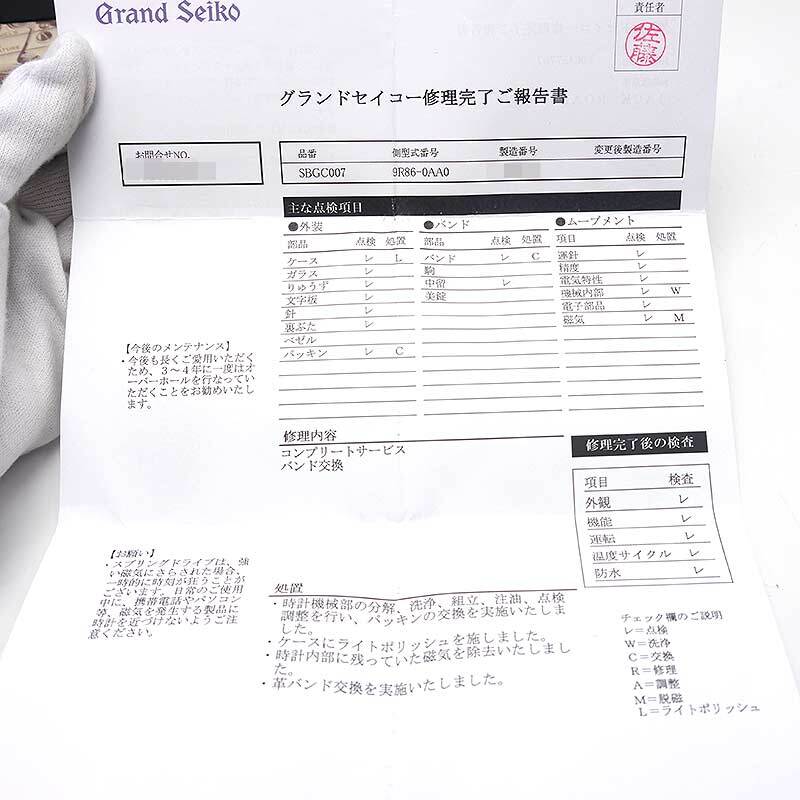 Grand Seiko
責任者
佐藤
グランドセイコー修理完了ご報告書
お問合せNO.
品番 側型式番号 製造番号 変更後製造番号
SBGC007 9R86-0AA0
主な点検項目
●外装 ●バンド ●ムーブメント
部品 点検 処置 部品 点検 処置 項目 点検 処置
ケース レ L バンド レ C 運針 レ
ガラス レ 駒 精度 レ
りゅうず レ 中留 レ 電気特性 レ
文字板 レ 美錠 機械内部 レ W
針 レ 電子部品 レ
裏ぶた レ 磁気 レ M
ベゼル
パッキン レ C
【今後のメンテナンス】
・今後も長くご愛用いただく
ため、3～4年に一度はオ
ーバーホールを行なってい
ただくことをお勧めいたし
ます。
修理内容
コンプリートサービス
バンド交換
修理完了後の検査
項目 検査
外観 レ
機能 レ
運転 レ
温度サイクル レ
防水 レ
【お願い】
・スプリングドライブは、強
い磁気にさらされた場合、
一時的に時刻が狂うことが
ございます。日常のご使用
中に、携帯電話やパソコン
等、磁気を発生する製品に
時計を近づけないようご注
意ください。
処置
・時計機械部の分解、洗浄、組立、注油、点検
調整を行い、パッキンの交換を実施いたしま
した。
・ケースにライトポリッシュを施しました。
・時計内部に残っていた磁気を除去いたしまし
た。
・革バンド交換を実施いたしました。
チェック欄のご説明
レ＝点検
W＝洗浄
C＝交換
R＝修理
A＝調整
M＝脱磁
L＝ライトポリッシュ